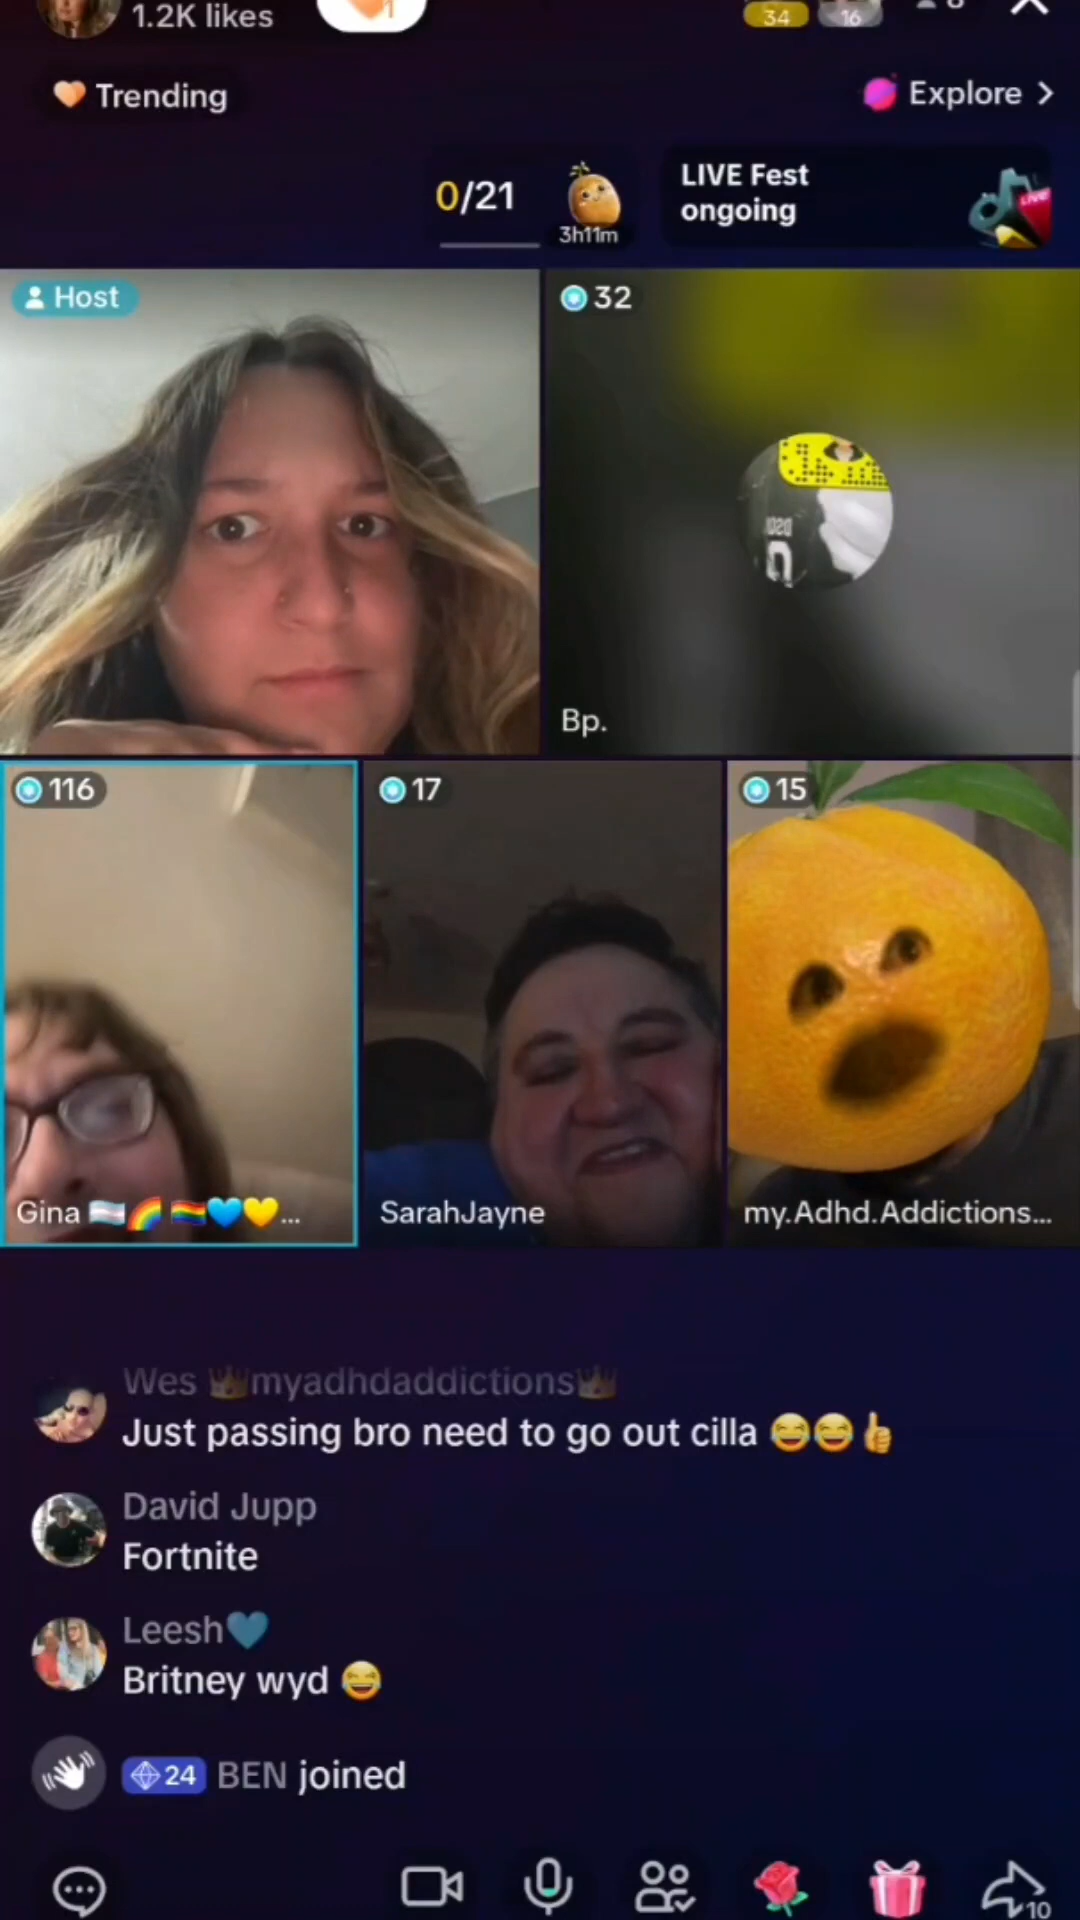 1.2K likes
1
34
16
8
Trending
Explore
0/21
3h11m
LIVE Fest
ongoing
Host
32
Bp.
116
17
15
Gina 🏳️‍⚧️🌈🏳️‍🌈💙💛...
SarahJayne
my.Adhd.Addictions...
Wes 👑myadhdaddictions👑
Just passing bro need to go out cilla 😂😂👍
David Jupp
Fortnite
Leesh💙
Britney wyd 😂
24 BEN joined
10